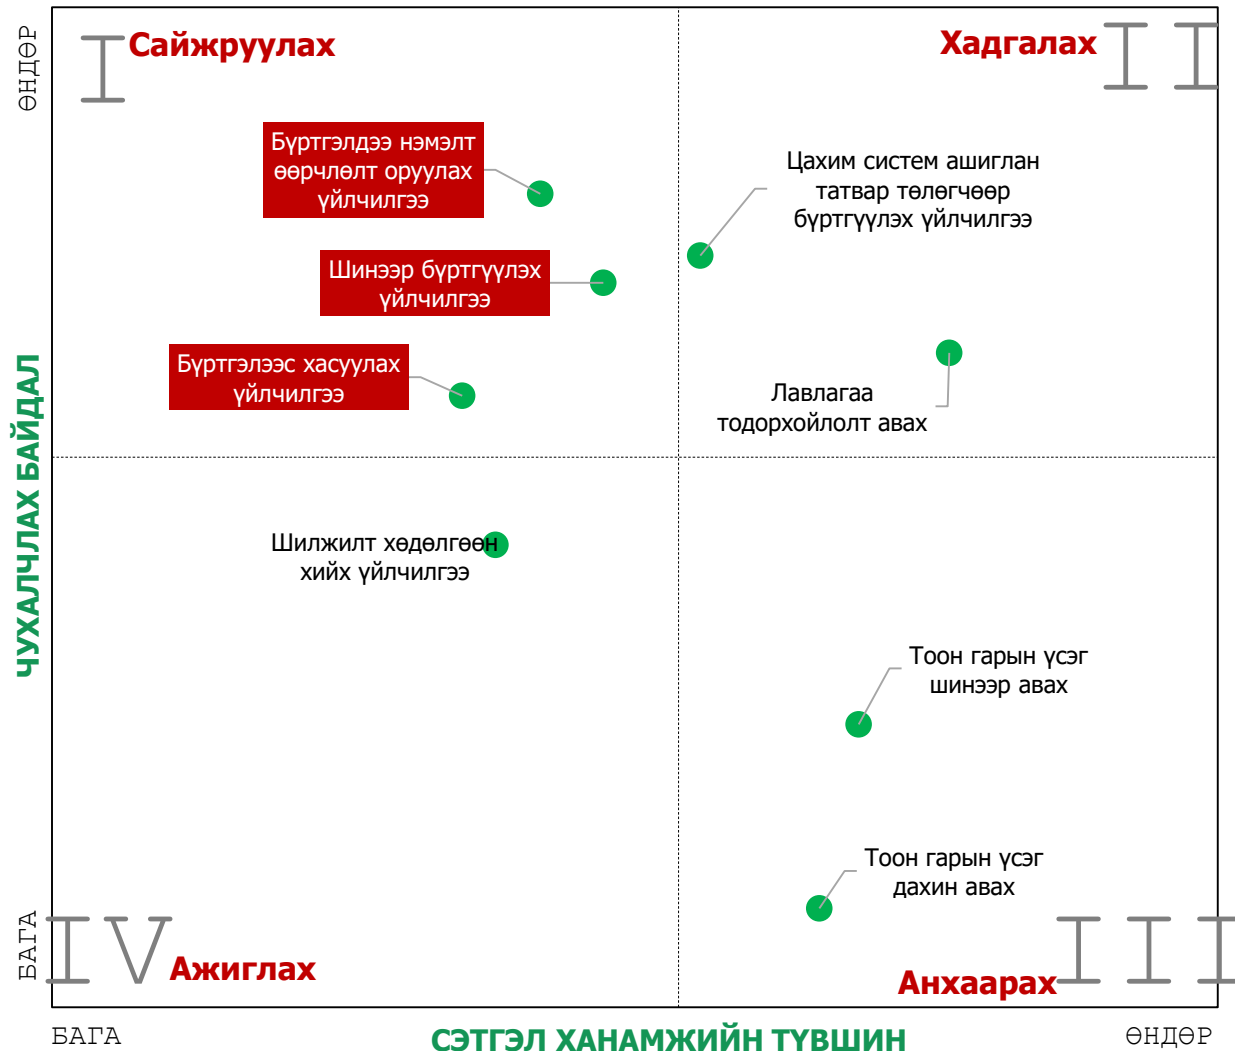 ӨНДӨР
I Сайжруулах
Хадгалах II
Бүртгэлдээ нэмэлт
өөрчлөлт оруулах
үйлчилгээ
Цахим систем ашиглан
татвар төлөгчөөр
бүртгүүлэх үйлчилгээ
Шинээр бүртгүүлэх
үйлчилгээ
Бүртгэлээс хасуулах
үйлчилгээ
Лавлагаа
тодорхойлолт авах
ЧУХАЛЧЛАХ БАЙДАЛ
Шилжилт хөдөлгөөн
хийх үйлчилгээ
Тоон гарын үсэг
шинээр авах
Тоон гарын үсэг
дахин авах
БАГА
IV Ажиглах
Анхаарах III
БАГА
СЭТГЭЛ ХАНАМЖИЙН ТҮВШИН
ӨНДӨР